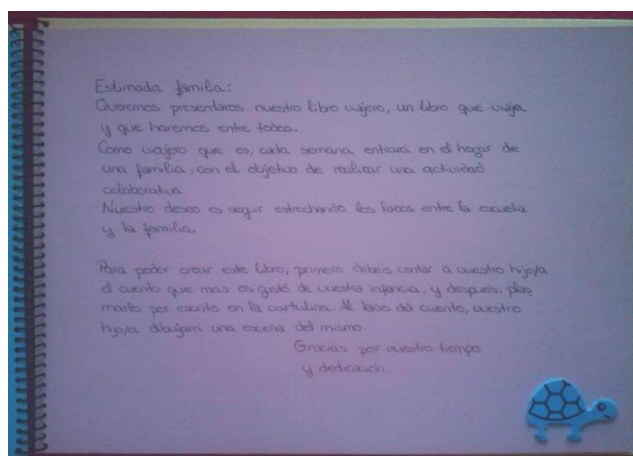 Estimada familia:
Queremos presentaros nuestro libro viajero, un libro que viaja
y que haremos entre todos.
Como viajero que es, cada semana entrará en el hogar de
una familia, con el objetivo de realizar una actividad
colaborativa.
Nuestro deseo es seguir estrechando los lazos entre la escuela
y la familia.
Para poder crear este libro, primero debéis contar a vuestro hijo/a
el cuento que mas os gustó de vuestra infancia, y después, plas
marlo por escrito en la cartulina. Al lado del cuento, vuestro
hijo/a dibujará una escena del mismo.
Gracias por vuestro tiempo
y dedicación.